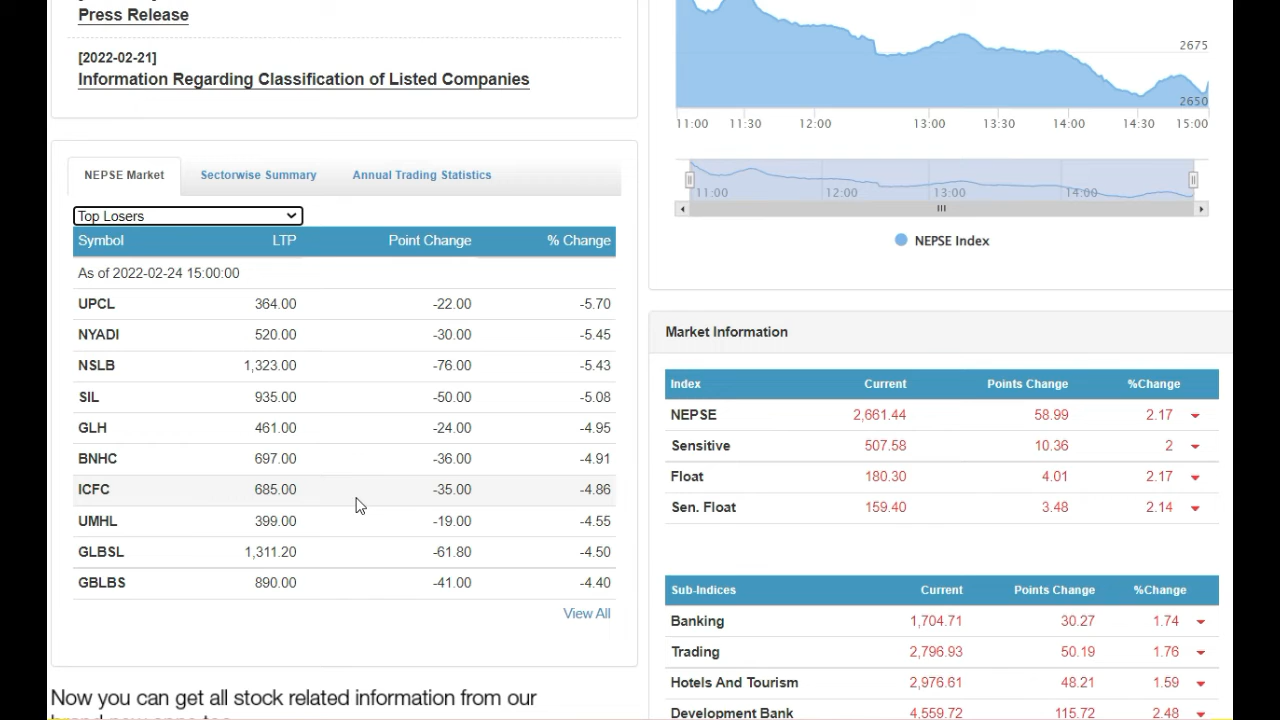 Press Release
[2022-02-21]
Information Regarding Classification of Listed Companies
NEPSE Market Sectorwise Summary Annual Trading Statistics
Top Losers
Symbol LTP Point Change % Change
As of 2022-02-24 15:00:00
UPCL 364.00 -22.00 -5.70
NYADI 520.00 -30.00 -5.45
NSLB 1,323.00 -76.00 -5.43
SIL 935.00 -50.00 -5.08
GLH 461.00 -24.00 -4.95
BNHC 697.00 -36.00 -4.91
ICFC 685.00 -35.00 -4.86
UMHL 399.00 -19.00 -4.55
GLBSL 1,311.20 -61.80 -4.50
GBLBS 890.00 -41.00 -4.40
View All
Now you can get all stock related information from our
2675
2650
11:00 11:30 12:00 13:00 13:30 14:00 14:30 15:00
11:00 12:00 13:00 14:00
NEPSE Index
Market Information
Index Current Points Change %Change
NEPSE 2,661.44 58.99 2.17
Sensitive 507.58 10.36 2
Float 180.30 4.01 2.17
Sen. Float 159.40 3.48 2.14
Sub-Indices Current Points Change %Change
Banking 1,704.71 30.27 1.74
Trading 2,796.93 50.19 1.76
Hotels And Tourism 2,976.61 48.21 1.59
Development Bank 4,559.72 115.72 2.48